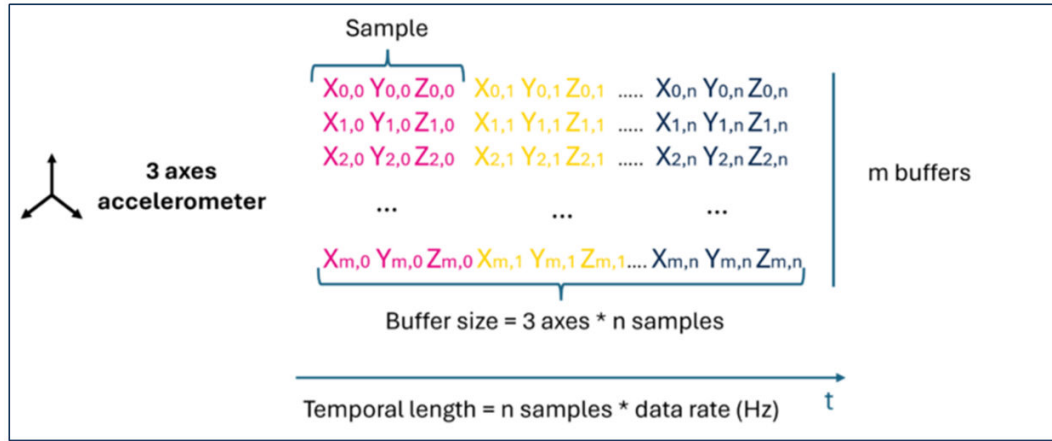 Sample
X0,0 Y0,0 Z0,0 X0,1 Y0,1 Z0,1 ..... X0,n Y0,n Z0,n
X1,0 Y1,0 Z1,0 X1,1 Y1,1 Z1,1 ..... X1,n Y1,n Z1,n
X2,0 Y2,0 Z2,0 X2,1 Y2,1 Z2,1 ..... X2,n Y2,n Z2,n
3 axes
accelerometer
m buffers
... ... ...
Xm,0 Ym,0 Zm,0 Xm,1 Ym,1 Zm,1.... Xm,n Ym,n Zm,n
Buffer size = 3 axes * n samples
t
Temporal length = n samples * data rate (Hz)